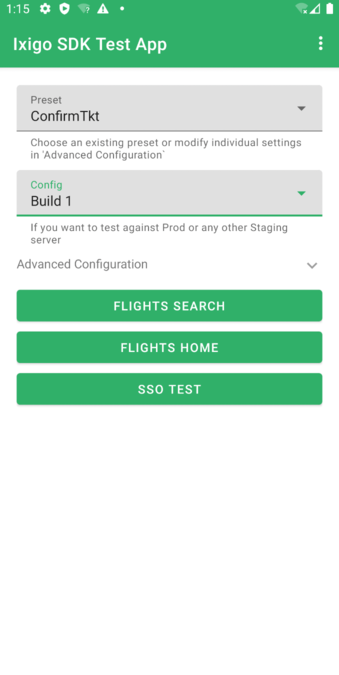 1:15
Ixigo SDK Test App
Preset
ConfirmTkt
Choose an existing preset or modify individual settings
in 'Advanced Configuration`
Config
Build 1
If you want to test against Prod or any other Staging
server
Advanced Configuration
FLIGHTS SEARCH
FLIGHTS HOME
SSO TEST